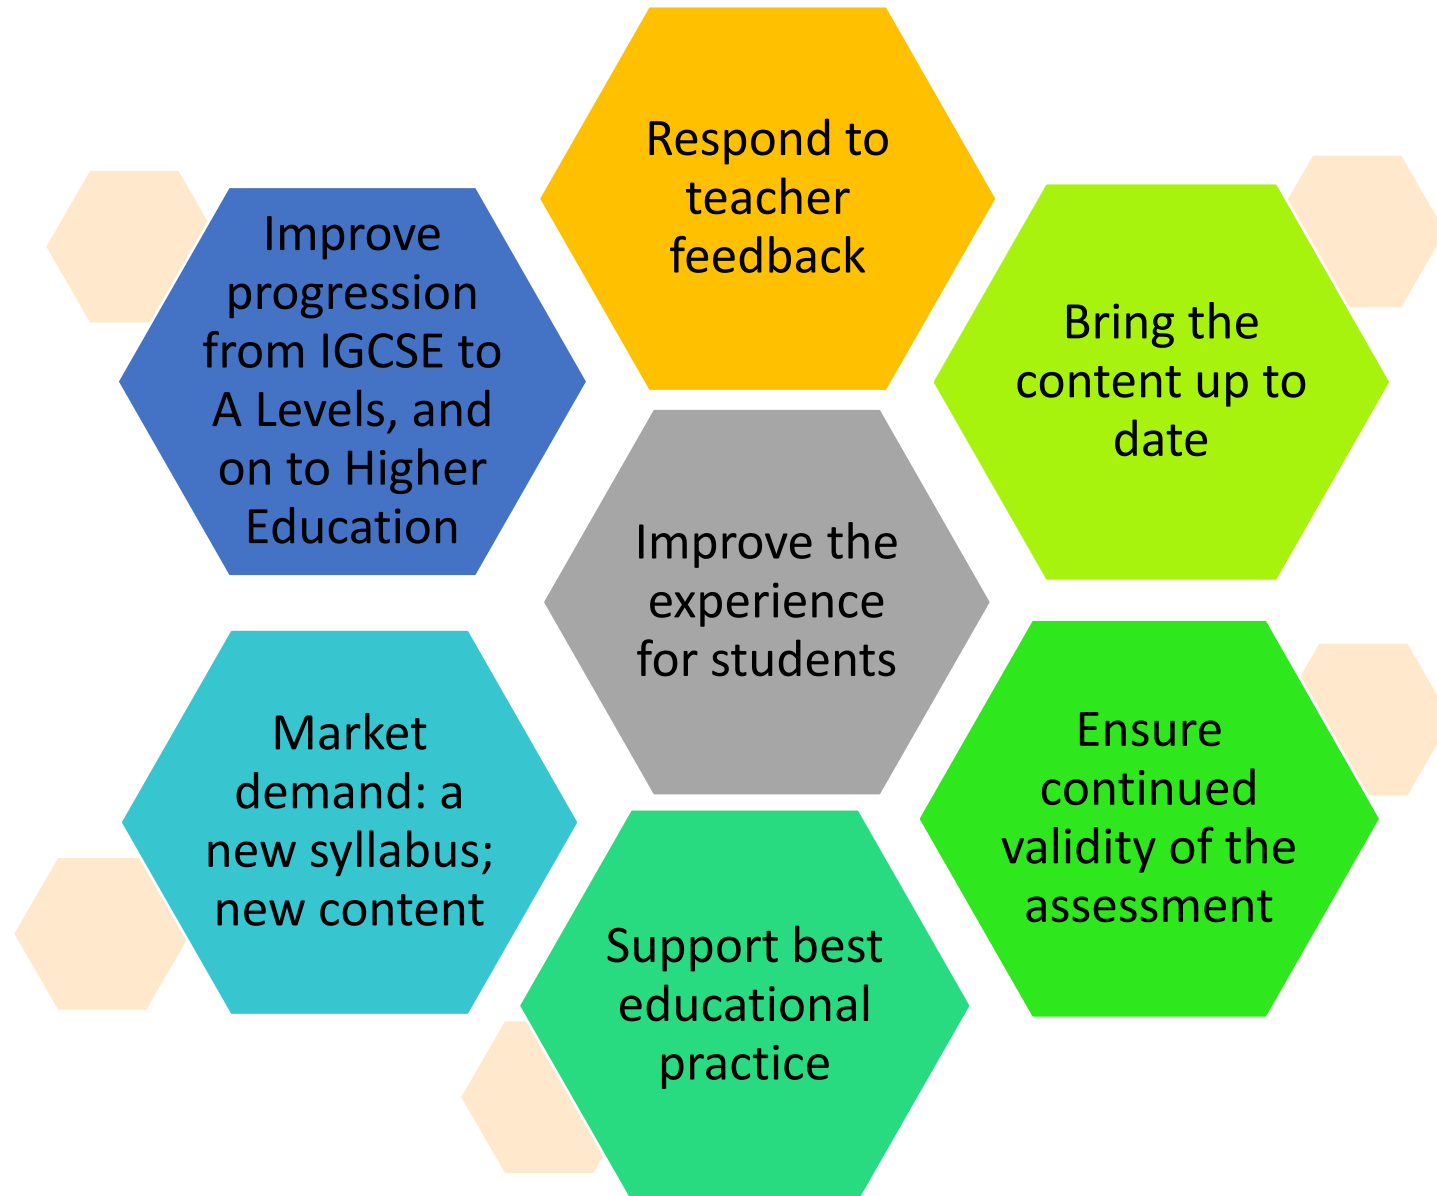 Respond to
teacher
feedback
Improve
progression
from IGCSE to
A Levels, and
on to Higher
Education
Bring the
content up to
date
Improve the
experience
for students
Market
demand: a
new syllabus;
new content
Ensure
continued
validity of the
assessment
Support best
educational
practice